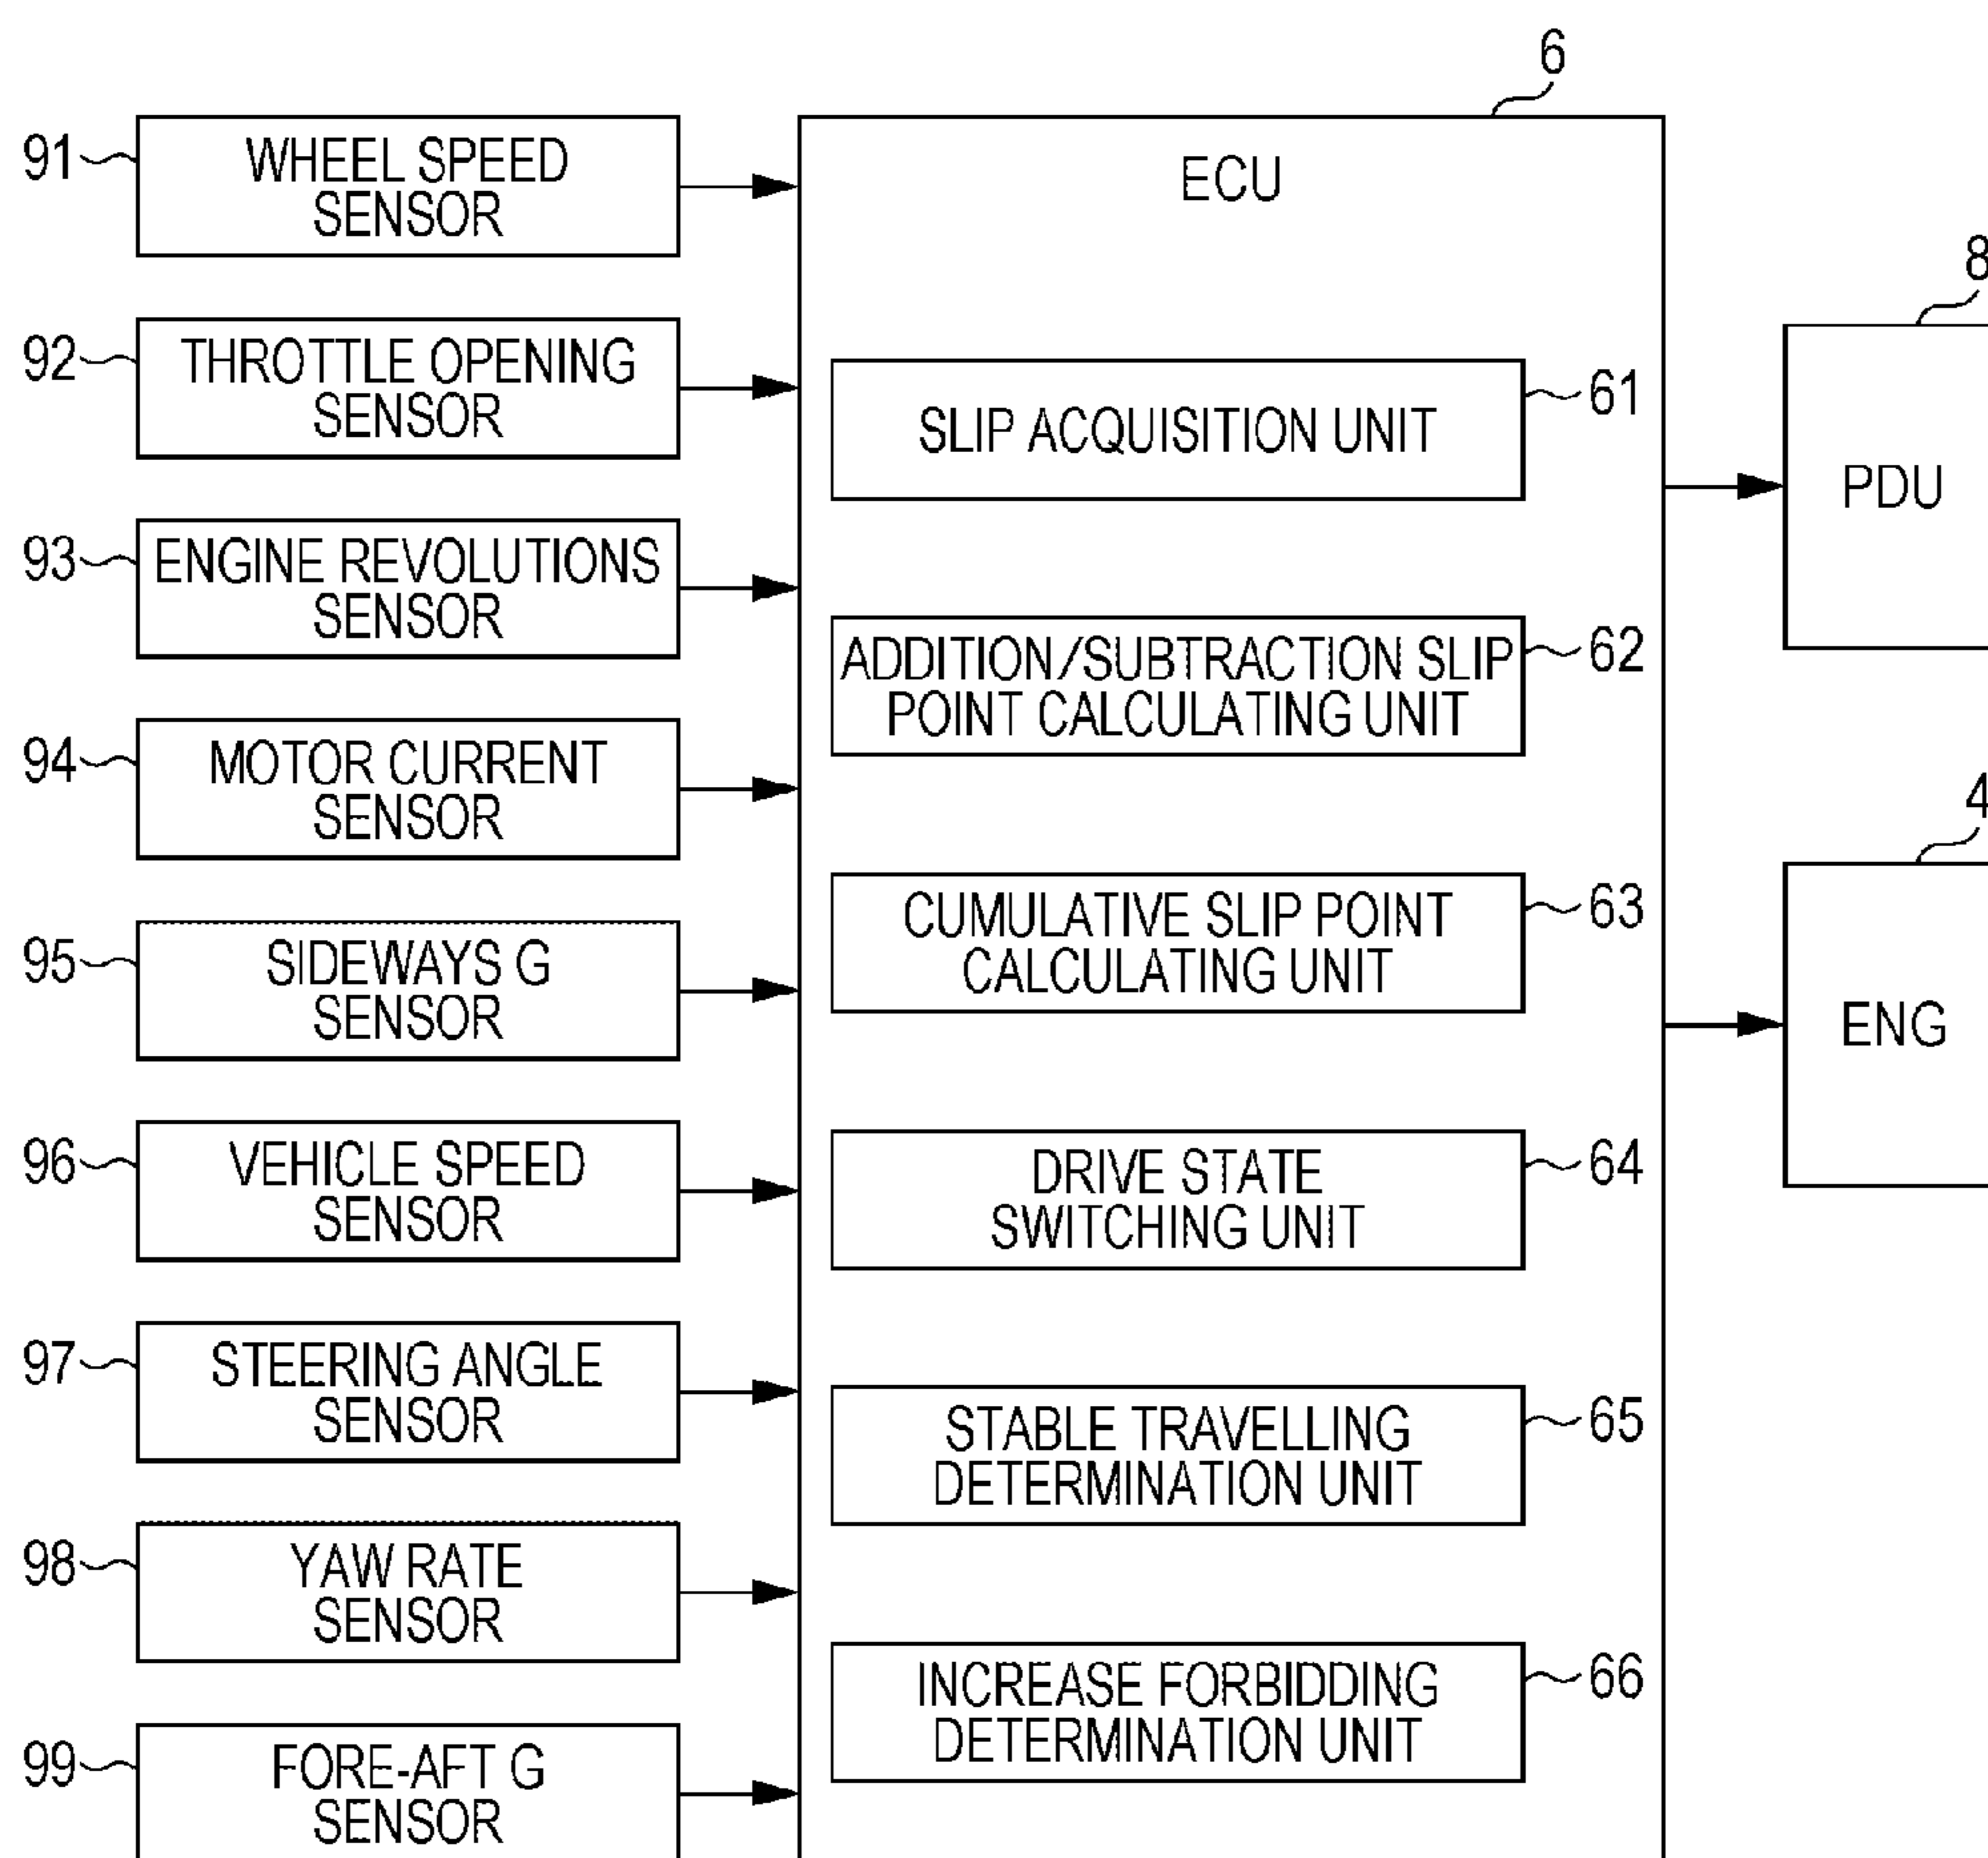 91
WHEEL SPEED
SENSOR
92
THROTTLE OPENING
SENSOR
93
ENGINE REVOLUTIONS
SENSOR
94
MOTOR CURRENT
SENSOR
95
SIDEWAYS G
SENSOR
96
VEHICLE SPEED
SENSOR
97
STEERING ANGLE
SENSOR
98
YAW RATE
SENSOR
99
FORE-AFT G
SENSOR
6
ECU
SLIP ACQUISITION UNIT
61
ADDITION/SUBTRACTION SLIP
POINT CALCULATING UNIT
62
CUMULATIVE SLIP POINT
CALCULATING UNIT
63
DRIVE STATE
SWITCHING UNIT
64
STABLE TRAVELLING
DETERMINATION UNIT
65
INCREASE FORBIDDING
DETERMINATION UNIT
66
8
PDU
4
ENG